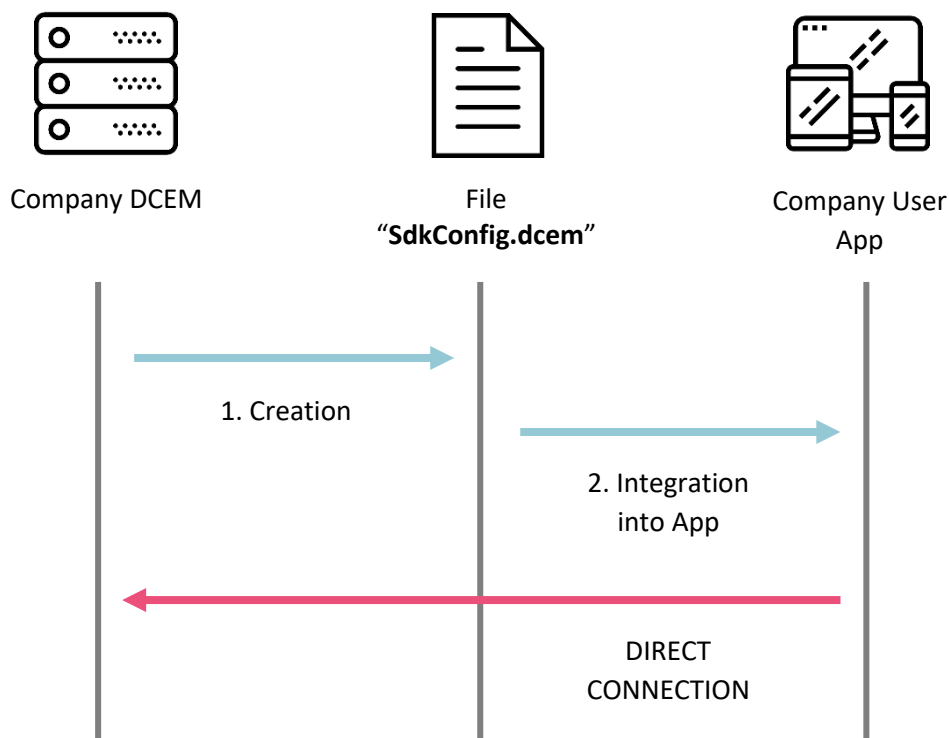 Company DCEM
File
“SdkConfig.dcem”
Company User
App
1. Creation
2. Integration
into App
DIRECT
CONNECTION